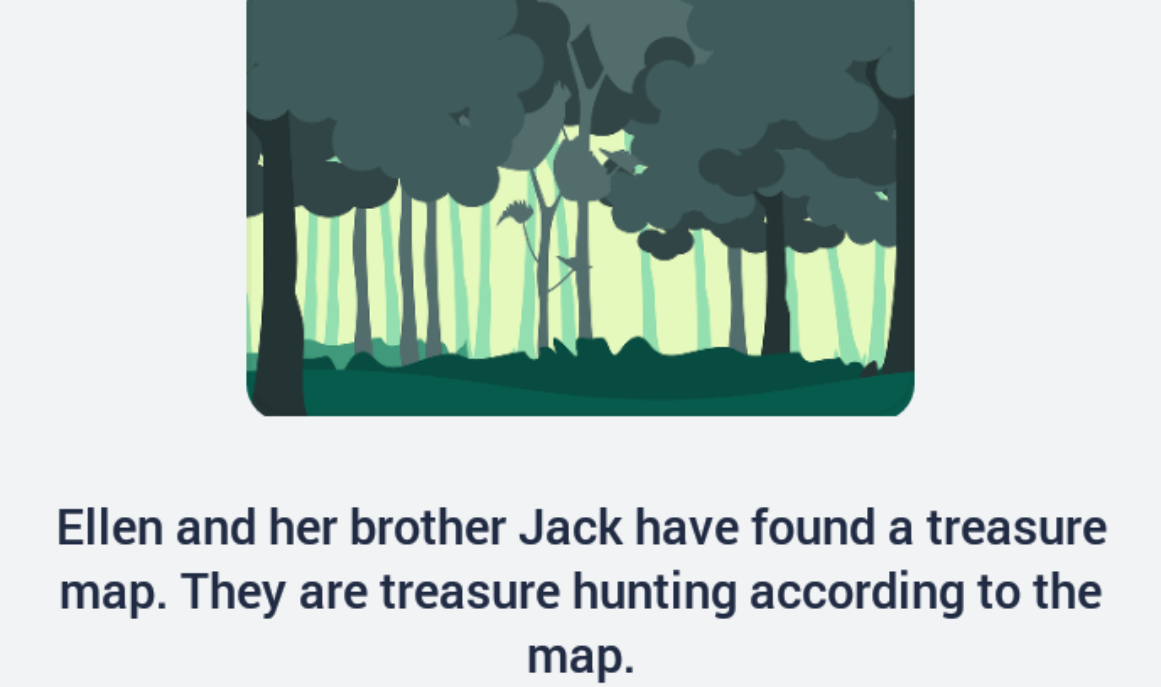 Ellen and her brother Jack have found a treasure
map. They are treasure hunting according to the
map.